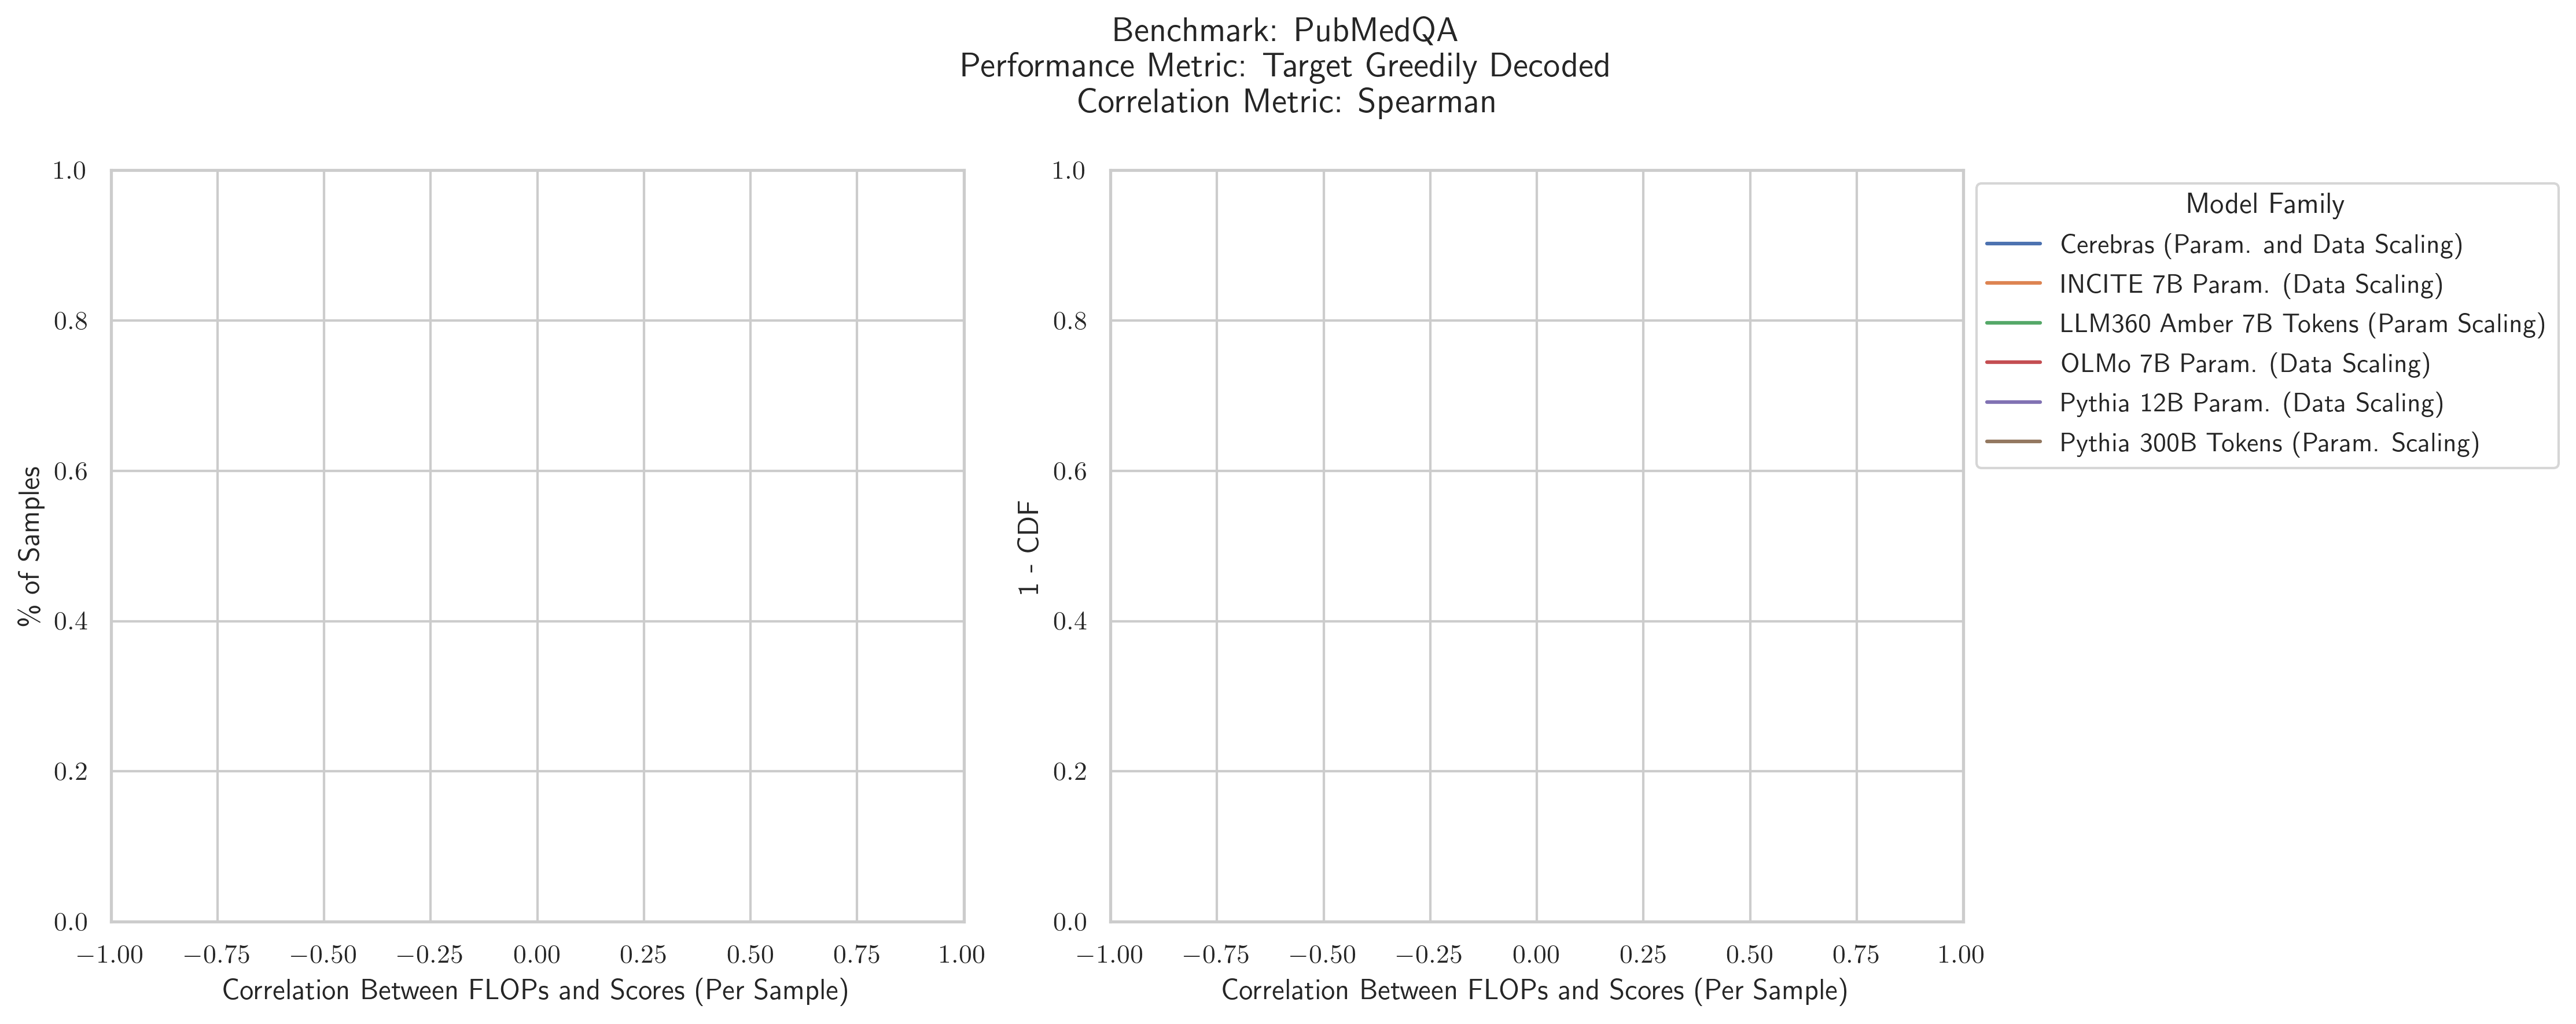 Benchmark: PubMedQA
Performance Metric: Target Greedily Decoded
Correlation Metric: Spearman
% of Samples
1.0
0.8
0.6
0.4
0.2
0.0
−1.00 −0.75 −0.50 −0.25 0.00 0.25 0.50 0.75 1.00
Correlation Between FLOPs and Scores (Per Sample)
1 - CDF
1.0
0.8
0.6
0.4
0.2
0.0
−1.00 −0.75 −0.50 −0.25 0.00 0.25 0.50 0.75 1.00
Correlation Between FLOPs and Scores (Per Sample)
Model Family
Cerebras (Param. and Data Scaling)
INCITE 7B Param. (Data Scaling)
LLM360 Amber 7B Tokens (Param Scaling)
OLMo 7B Param. (Data Scaling)
Pythia 12B Param. (Data Scaling)
Pythia 300B Tokens (Param. Scaling)